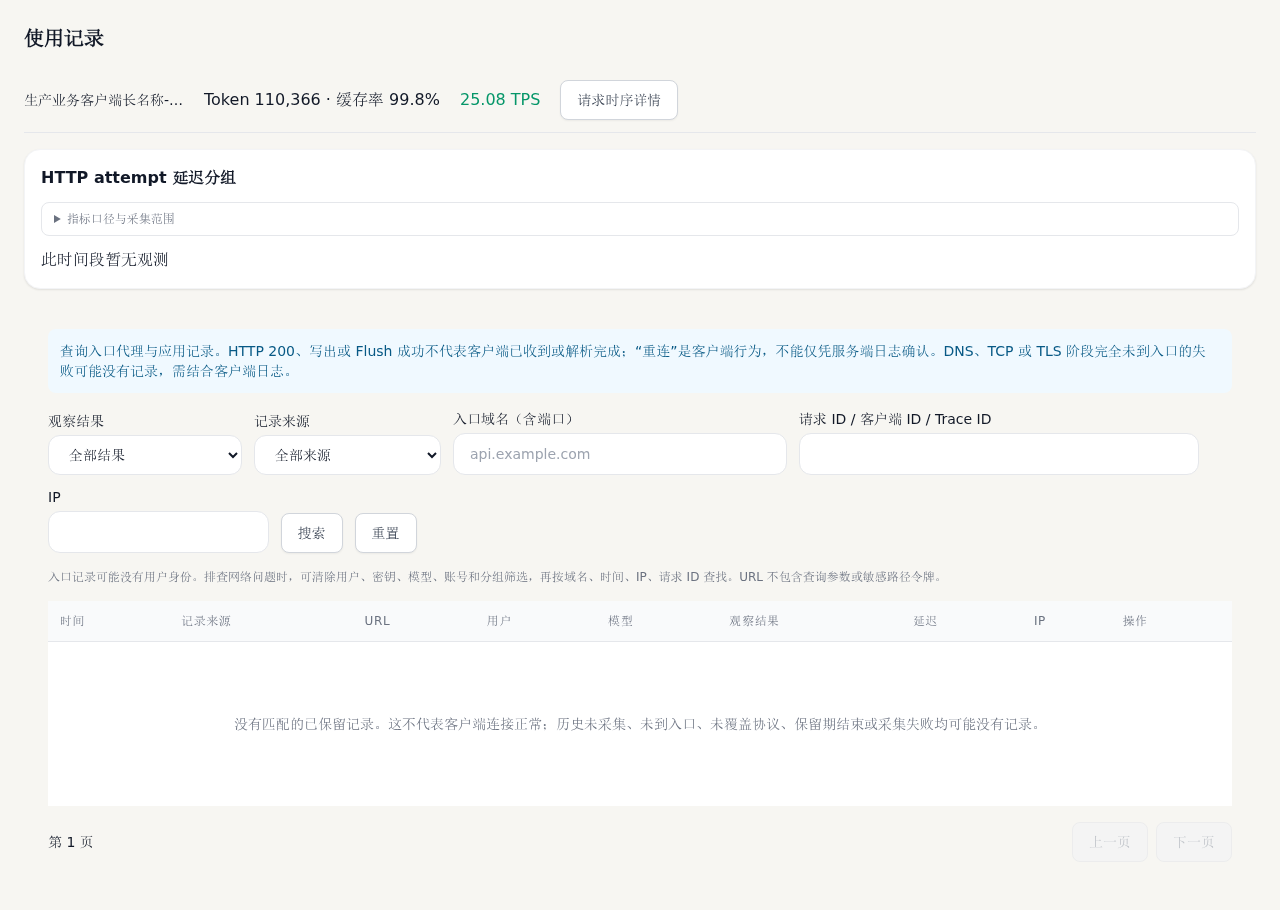 使用记录
生产业务客户端长名称-... Token 110,366 · 缓存率 99.8% 25.08 TPS 请求时序详情
HTTP attempt 延迟分组
▶ 指标口径与采集范围
此时间段暂无观测
查询入口代理与应用记录。HTTP 200、写出或 Flush 成功不代表客户端已收到或解析完成；“重连”是客户端行为，不能仅凭服务端日志确认。DNS、TCP 或 TLS 阶段完全未到入口的失
败可能没有记录，需结合客户端日志。
观察结果 记录来源 入口域名（含端口） 请求 ID / 客户端 ID / Trace ID
全部结果 全部来源 api.example.com
IP
搜索 重置
入口记录可能没有用户身份。排查网络问题时，可清除用户、密钥、模型、账号和分组筛选，再按域名、时间、IP、请求 ID 查找。URL 不包含查询参数或敏感路径令牌。
时间 记录来源 URL 用户 模型 观察结果 延迟 IP 操作
没有匹配的已保留记录。这不代表客户端连接正常：历史未采集、未到入口、未覆盖协议、保留期结束或采集失败均可能没有记录。
第 1 页 上一页 下一页